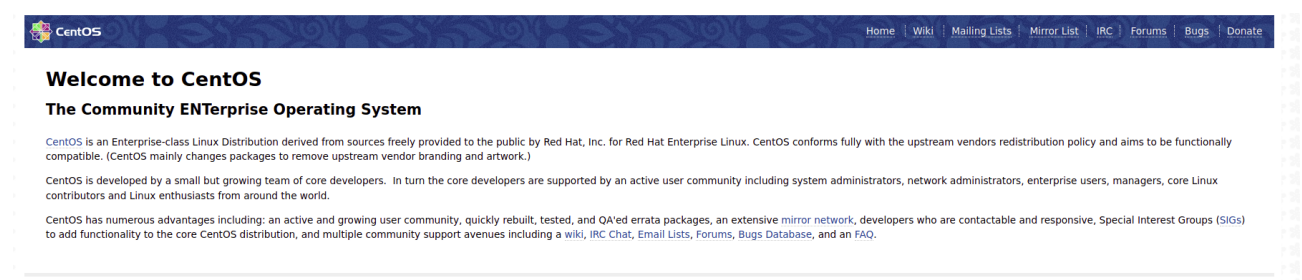 CentOS
Home Wiki Mailing Lists Mirror List IRC Forums Bugs Donate
Welcome to CentOS
The Community ENTerprise Operating System
CentOS is an Enterprise-class Linux Distribution derived from sources freely provided to the public by Red Hat, Inc. for Red Hat Enterprise Linux. CentOS conforms fully with the upstream vendors redistribution policy and aims to be functionally
compatible. (CentOS mainly changes packages to remove upstream vendor branding and artwork.)
CentOS is developed by a small but growing team of core developers. In turn the core developers are supported by an active user community including system administrators, network administrators, enterprise users, managers, core Linux
contributors and Linux enthusiasts from around the world.
CentOS has numerous advantages including: an active and growing user community, quickly rebuilt, tested, and QA'ed errata packages, an extensive mirror network, developers who are contactable and responsive, Special Interest Groups (SIGs)
to add functionality to the core CentOS distribution, and multiple community support avenues including a wiki, IRC Chat, Email Lists, Forums, Bugs Database, and an FAQ.